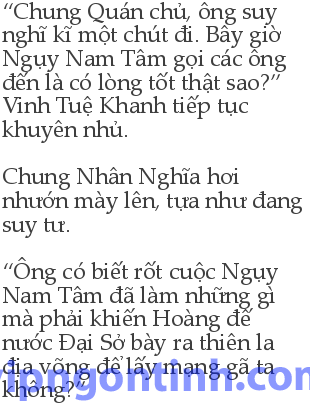 “Chung Quán chủ, ông suy
nghĩ kĩ một chút đi. Bây giờ
Ngụy Nam Tâm gọi các ông
đến là có lòng tốt thật sao?”
Vinh Tuệ Khanh tiếp tục
khuyên nhủ.

Chung Nhân Nghĩa hơi
nhướn mày lên, tựa như đang
suy tư.

“Ông có biết rốt cuộc Ngụy
Nam Tâm đã làm những gì
mà phải khiến Hoàng đế
nước Đại Sở bày ra thiên la
địa võng để lấy mạng gã ta
không?”
vipngontinh.com